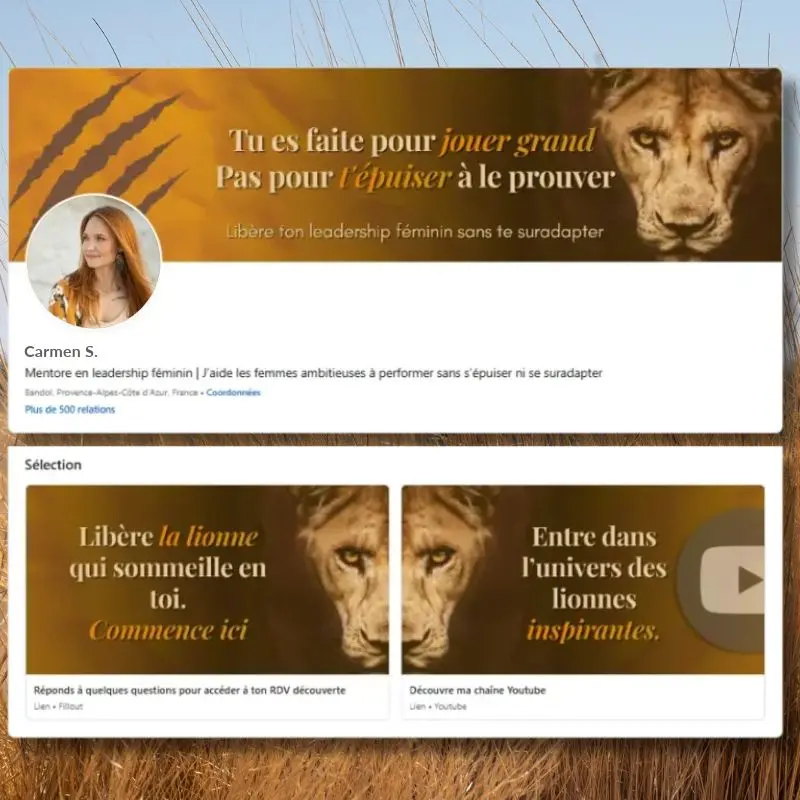 Tu es faite pour jouer grand
Pas pour t'épuiser à le prouver
Libère ton leadership féminin sans te suradapter
Carmen S.
Mentore en leadership féminin | J'aide les femmes ambitieuses à performer sans s'épuiser ni se suradapter
Bandol, Provence-Alpes-Côte d'Azur, France • Coordonnées
Plus de 500 relations
Sélection
Libère la lionne
qui sommeille en
toi.
Commence ici
Réponds à quelques questions pour accéder à ton RDV découverte
Lien • Fillout
Entre dans
l'univers des
lionnes
inspirantes.
Découvre ma chaîne Youtube
Lien • Youtube